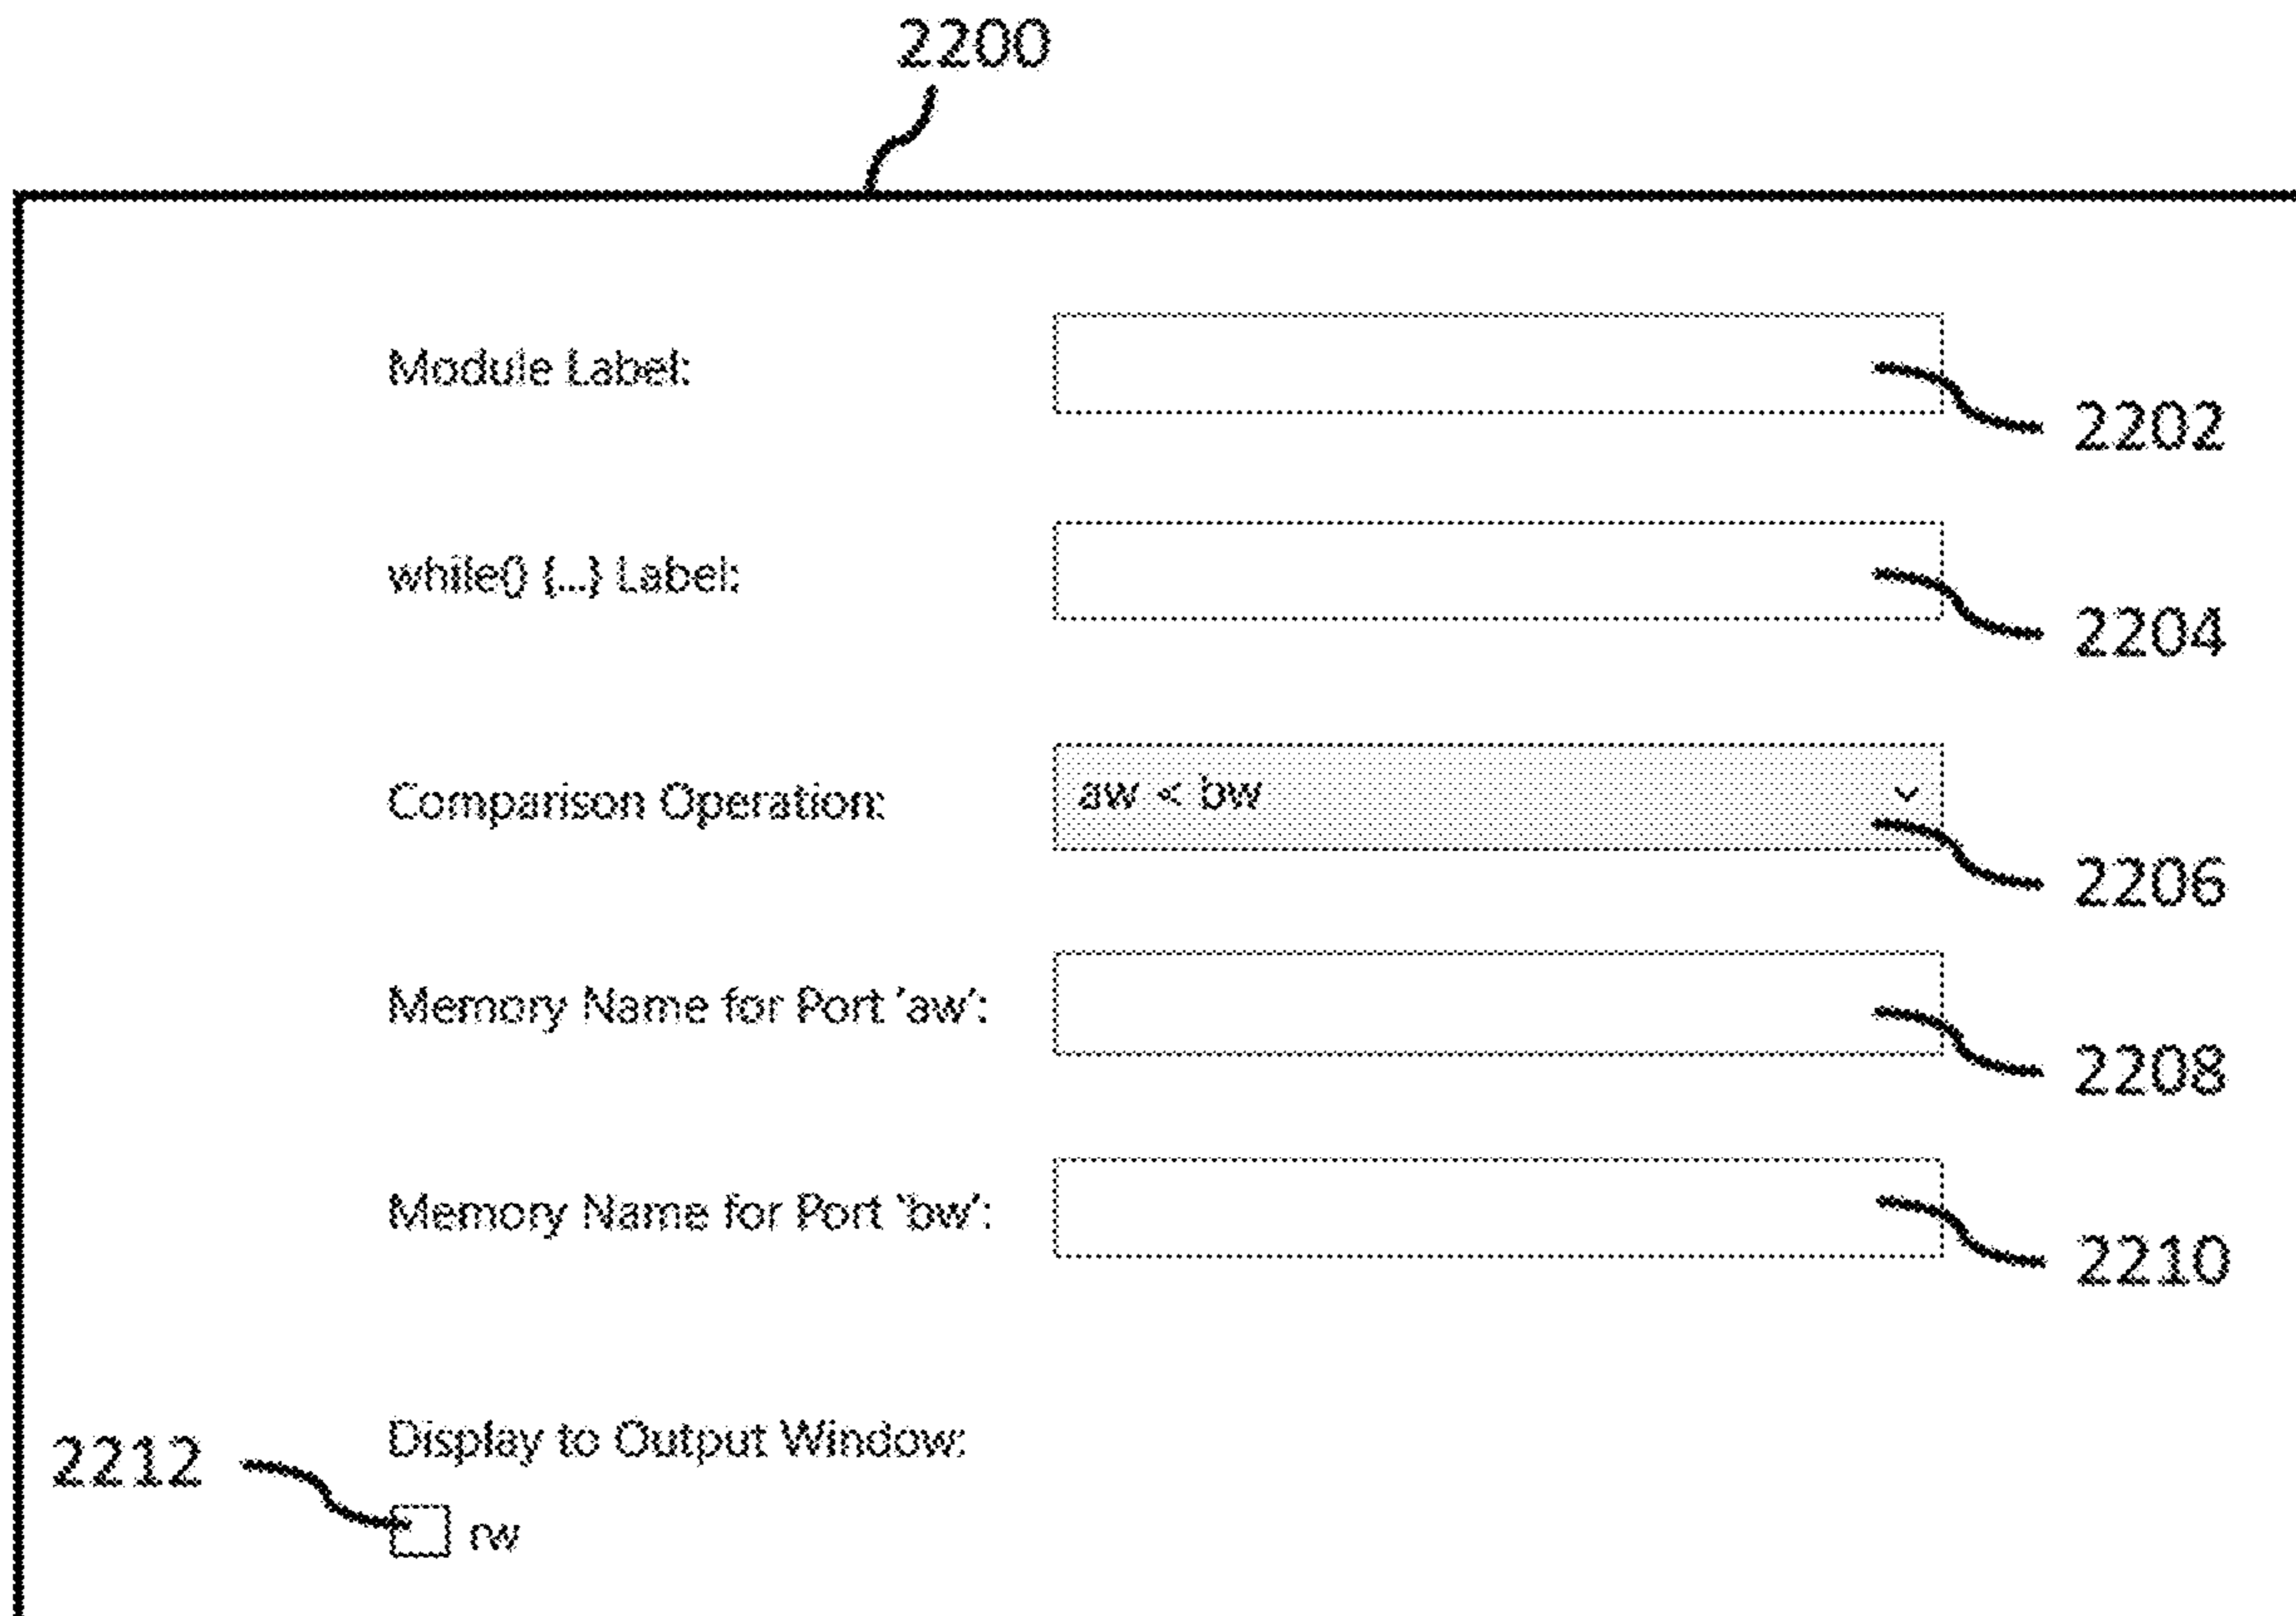 2200
Module Label:
2202
while() {...} Label:
2204
Comparison Operation: aw < bw
2206
Memory Name for Port 'aw':
2208
Memory Name for Port 'bw':
2210
Display to Output Window:
2212
rw